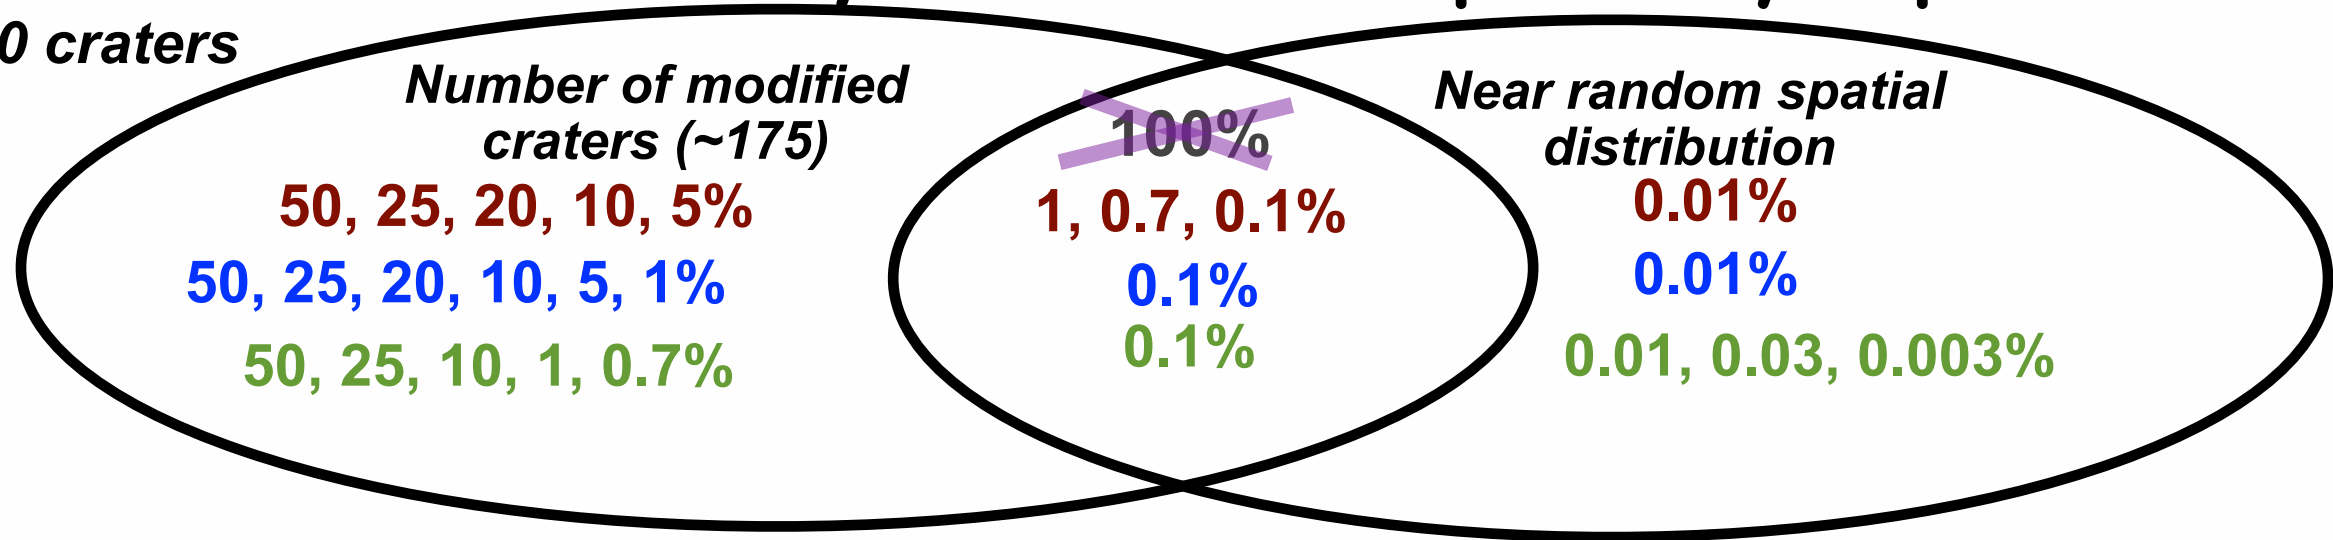 0 craters
Number of modified
craters (~175)
50, 25, 20, 10, 5%
50, 25, 20, 10, 5, 1%
50, 25, 10, 1, 0.7%
100%
1, 0.7, 0.1%
0.1%
0.1%
Near random spatial
distribution
0.01%
0.01%
0.01, 0.03, 0.003%